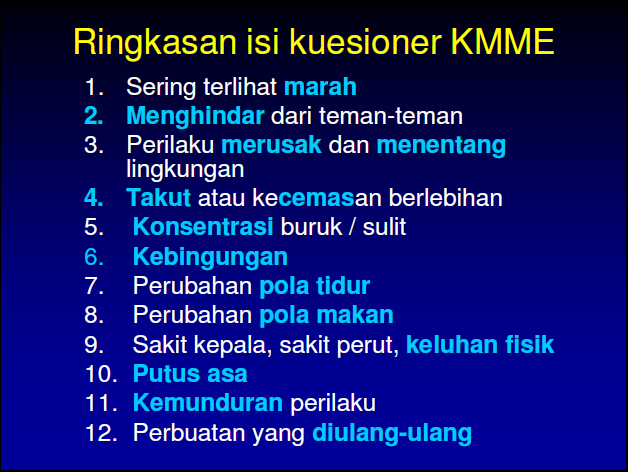 Ringkasan isi kuesioner KMME
1. Sering terlihat marah
2. Menghindar dari teman-teman
3. Perilaku merusak dan menentang
lingkungan
4. Takut atau kecemasan berlebihan
5. Konsentrasi buruk / sulit
6. Kebingungan
7. Perubahan pola tidur
8. Perubahan pola makan
9. Sakit kepala, sakit perut, keluhan fisik
10. Putus asa
11. Kemunduran perilaku
12. Perbuatan yang diulang-ulang